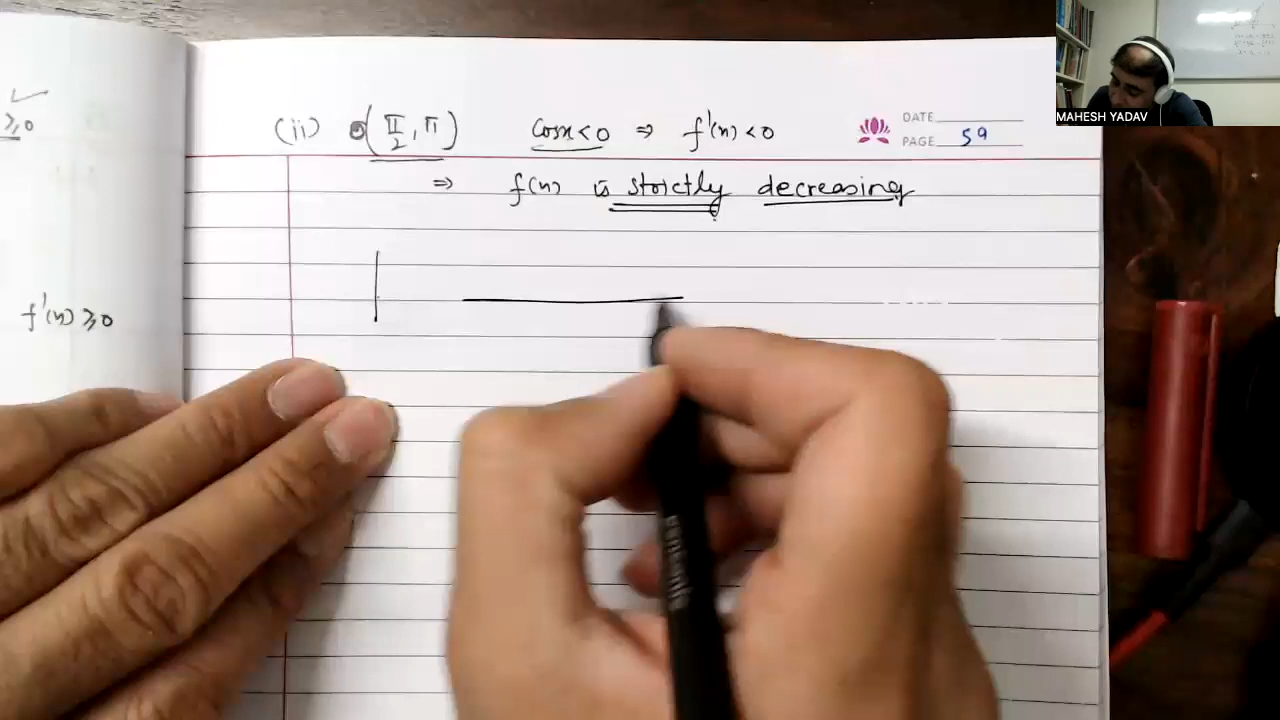 ≥0
(ii) (π/2, π) Cosx<0 ⇒ f'(x)<0
DATE
PAGE 59
⇒ f(x) is strictly decreasing
f'(x) ≥0
MAHESH YADAV